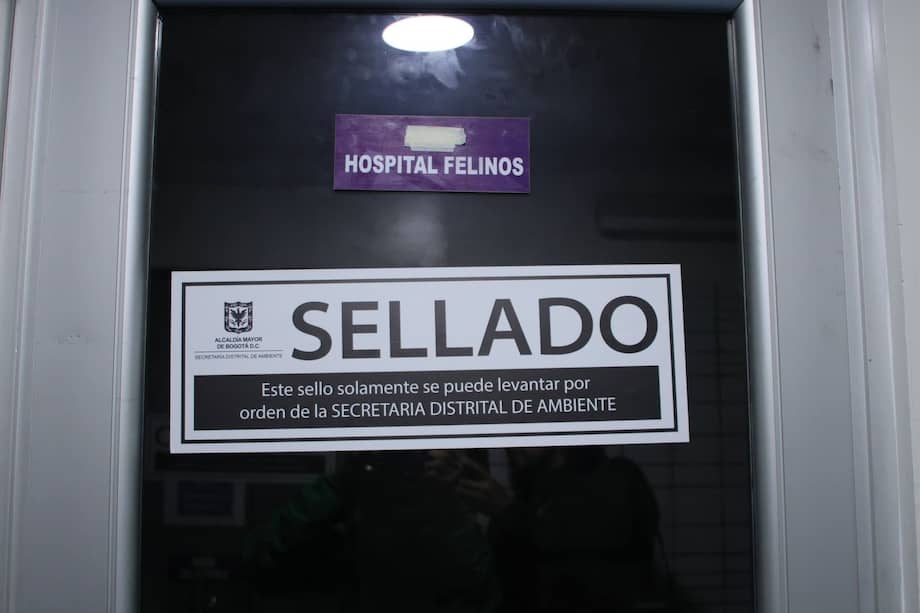 HOSPITAL FELINOS
SELLADO
ALCALDÍA MAYOR
DE BOGOTÁ D.C.
SECRETARÍA DISTRITAL DE AMBIENTE
Este sello solamente se puede levantar por
orden de la SECRETARIA DISTRITAL DE AMBIENTE